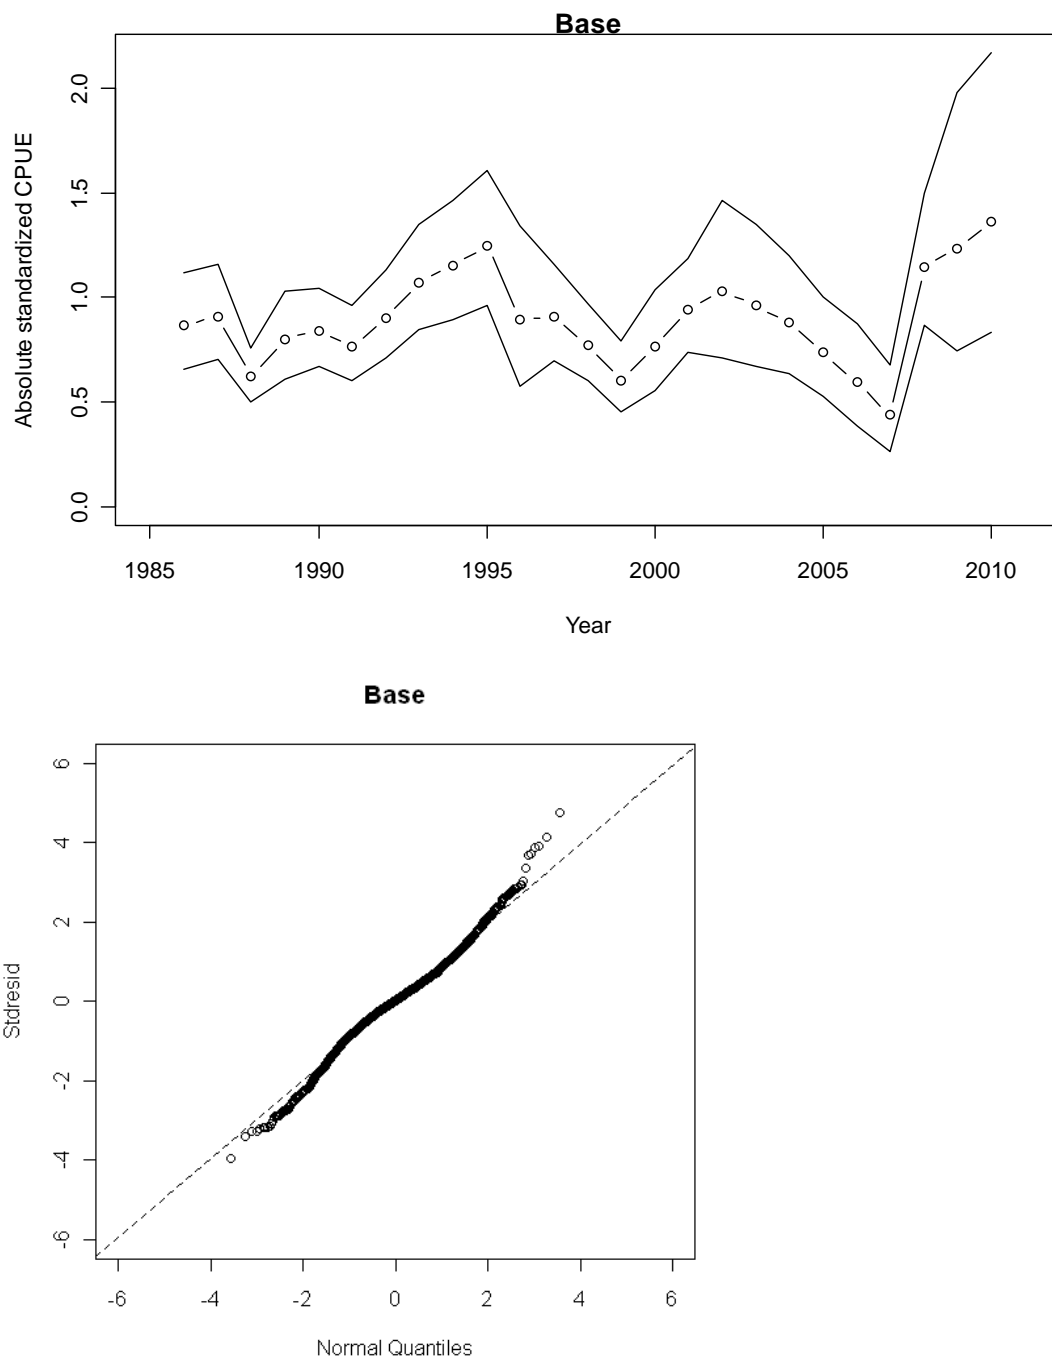 Base
Absolute standardized CPUE
2.0
1.5
1.0
0.5
0.0
1985 1990 1995 2000 2005 2010
Year
Base
Stdresid
6
4
2
0
-2
-4
-6
-6 -4 -2 0 2 4 6
Normal Quantiles